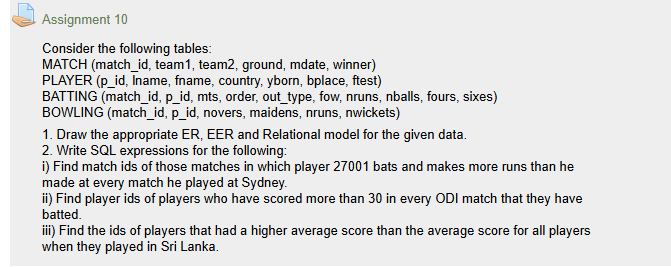 Assignment 10
Consider the following tables:
MATCH (match_id, team1, team2, ground, mdate, winner)
PLAYER (p_id, lname, fname, country, yborn, bplace, ftest)
BATTING (match_id, p_id, mts, order, out_type, fow, nruns, nballs, fours, sixes)
BOWLING (match_id, p_id, novers, maidens, nruns, nwickets)
1. Draw the appropriate ER, EER and Relational model for the given data.
2. Write SQL expressions for the following:
i) Find match ids of those matches in which player 27001 bats and makes more runs than he
made at every match he played at Sydney.
ii) Find player ids of players who have scored more than 30 in every ODI match that they have
batted.
iii) Find the ids of players that had a higher average score than the average score for all players
when they played in Sri Lanka.